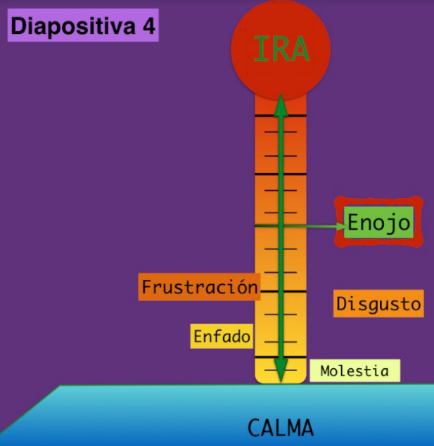 Diapositiva 4
IRA
Enojo
Frustración
Disgusto
Enfado
Molestia
CALMA